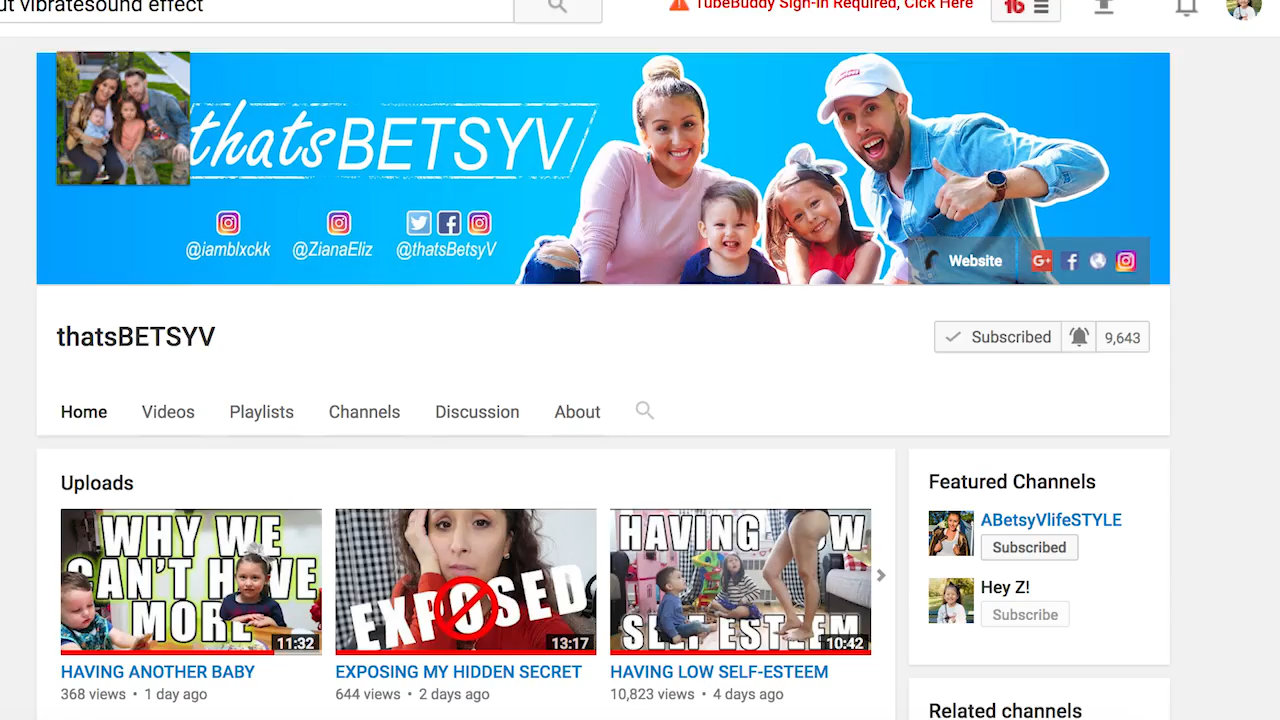 ut vibratesound effect
TubeBuddy Sign-in Required, Click Here
16
thatsBETSYV
@iamblxckk @ZianaEliz @thatsBetsyV
Website
G+
thatsBETSYV
Subscribed 9,643
Home Videos Playlists Channels Discussion About
Uploads
WHY WE
CAN'T HAVE
MORE
11:32
EXPOSED
13:17
HAVING LOW
SELF ESTEEM
10:42
HAVING ANOTHER BABY
368 views • 1 day ago
EXPOSING MY HIDDEN SECRET
644 views • 2 days ago
HAVING LOW SELF-ESTEEM
10,823 views • 4 days ago
Featured Channels
ABetsyVlifeSTYLE
Subscribed
Hey Z!
Subscribe
Related channels